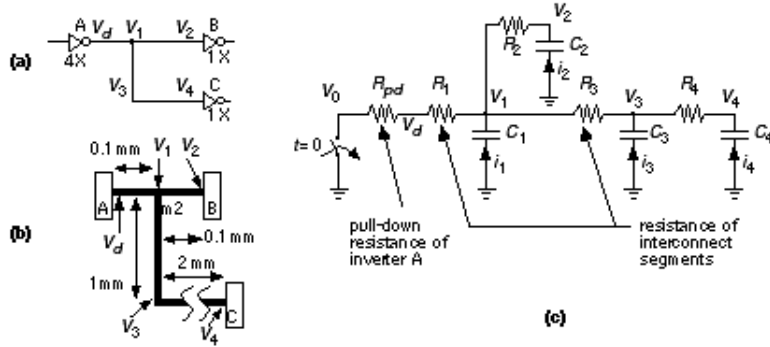 (a)
A
V_d
V_1
V_2
B
4X
1X
V_3
V_4
C
1X
(b)
0.1 mm
V_1
V_2
A
m2
B
V_d
0.1 mm
1 mm
2 mm
V_3
V_4
C
V_2
R_2
C_2
i_2
V_0
R_pd
R_1
V_1
R_3
V_3
R_4
V_4
V_d
t=0
C_1
C_3
C_4
i_1
i_3
i_4
pull-down
resistance of
inverter A
resistance of
interconnect
segments
(c)